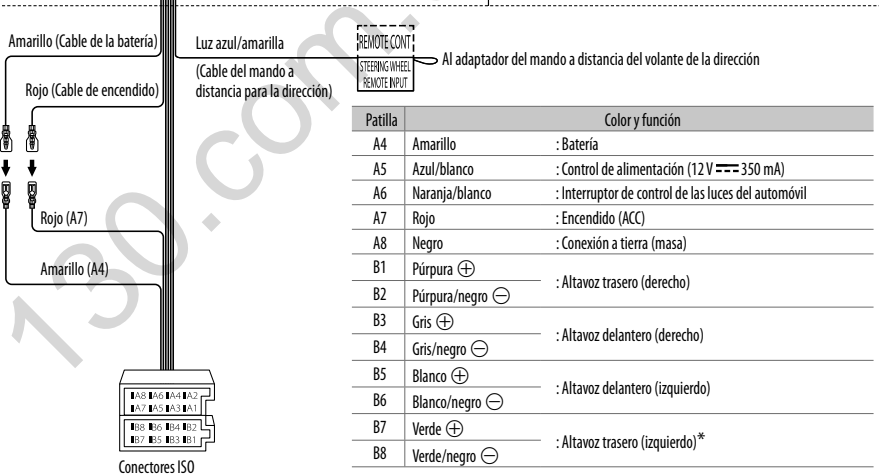 Amarillo (Cable de la batería)
Luz azul/amarilla
REMOTE CONT
STEERING WHEEL
REMOTE INPUT
Al adaptador del mando a distancia del volante de la dirección
(Cable del mando a
distancia para la dirección)
Rojo (Cable de encendido)
Rojo (A7)
Amarillo (A4)
A8 A6 A4 A2
A7 A5 A3 A1
B8 B6 B4 B2
B7 B5 B3 B1
Conectores ISO
Patilla Color y función
A4 Amarillo : Batería
A5 Azul/blanco : Control de alimentación (12 V ⎓ 350 mA)
A6 Naranja/blanco : Interruptor de control de las luces del automóvil
A7 Rojo : Encendido (ACC)
A8 Negro : Conexión a tierra (masa)
B1 Púrpura ⊕ : Altavoz trasero (derecho)
B2 Púrpura/negro ⊖
B3 Gris ⊕ : Altavoz delantero (derecho)
B4 Gris/negro ⊖
B5 Blanco ⊕ : Altavoz delantero (izquierdo)
B6 Blanco/negro ⊖
B7 Verde ⊕ : Altavoz trasero (izquierdo)*
B8 Verde/negro ⊖
130.com.